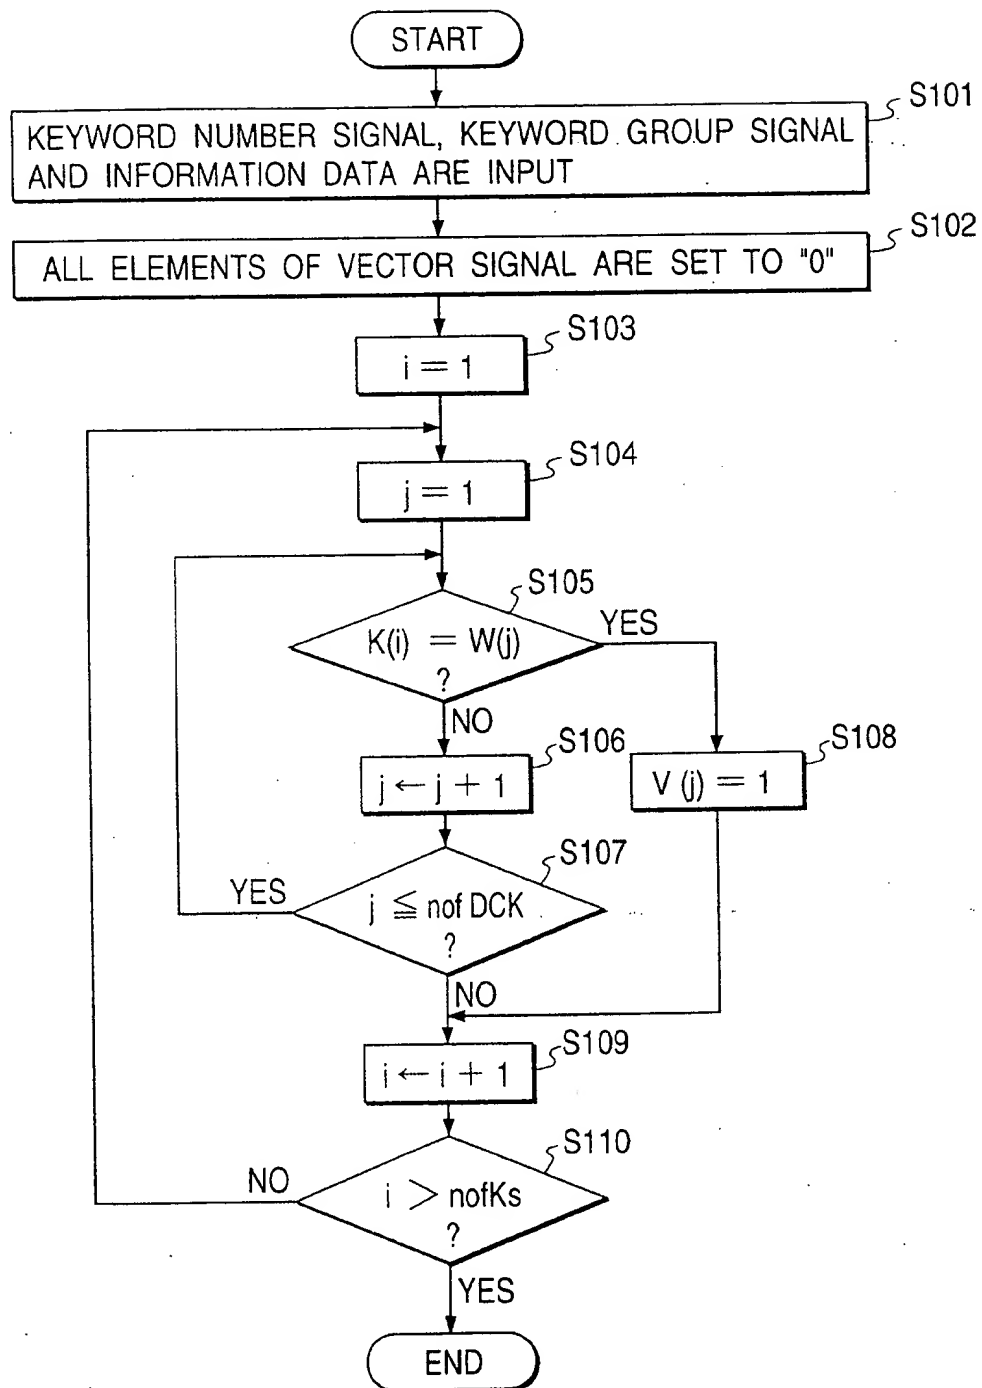 START
S101
KEYWORD NUMBER SIGNAL, KEYWORD GROUP SIGNAL
AND INFORMATION DATA ARE INPUT
S102
ALL ELEMENTS OF VECTOR SIGNAL ARE SET TO "0"
S103
i = 1
S104
j = 1
S105
K(i) = W(j)
?
YES
NO
S106
j ← j + 1
S108
V (j) = 1
S107
YES
j ≦ nof DCK
?
NO
S109
i ← i + 1
S110
NO
i > nofKs
?
YES
END